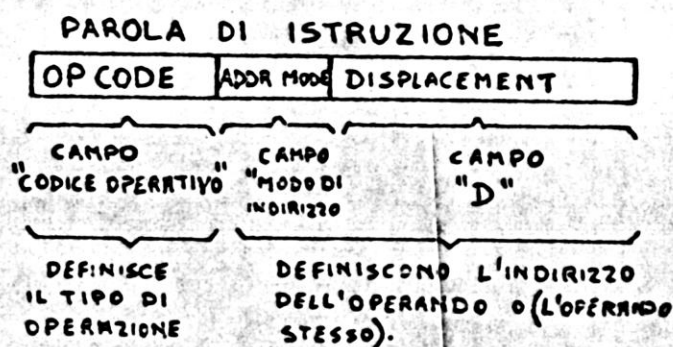 PAROLA DI ISTRUZIONE
OP CODE ADDR MODE DISPLACEMENT
CAMPO CAMPO CAMPO
"CODICE OPERATIVO" "MODO DI "D"
INDIRIZZO
DEFINISCE DEFINISCONO L'INDIRIZZO
IL TIPO DI DELL'OPERANDO O (L'OPERANDO
OPERAZIONE STESSO).